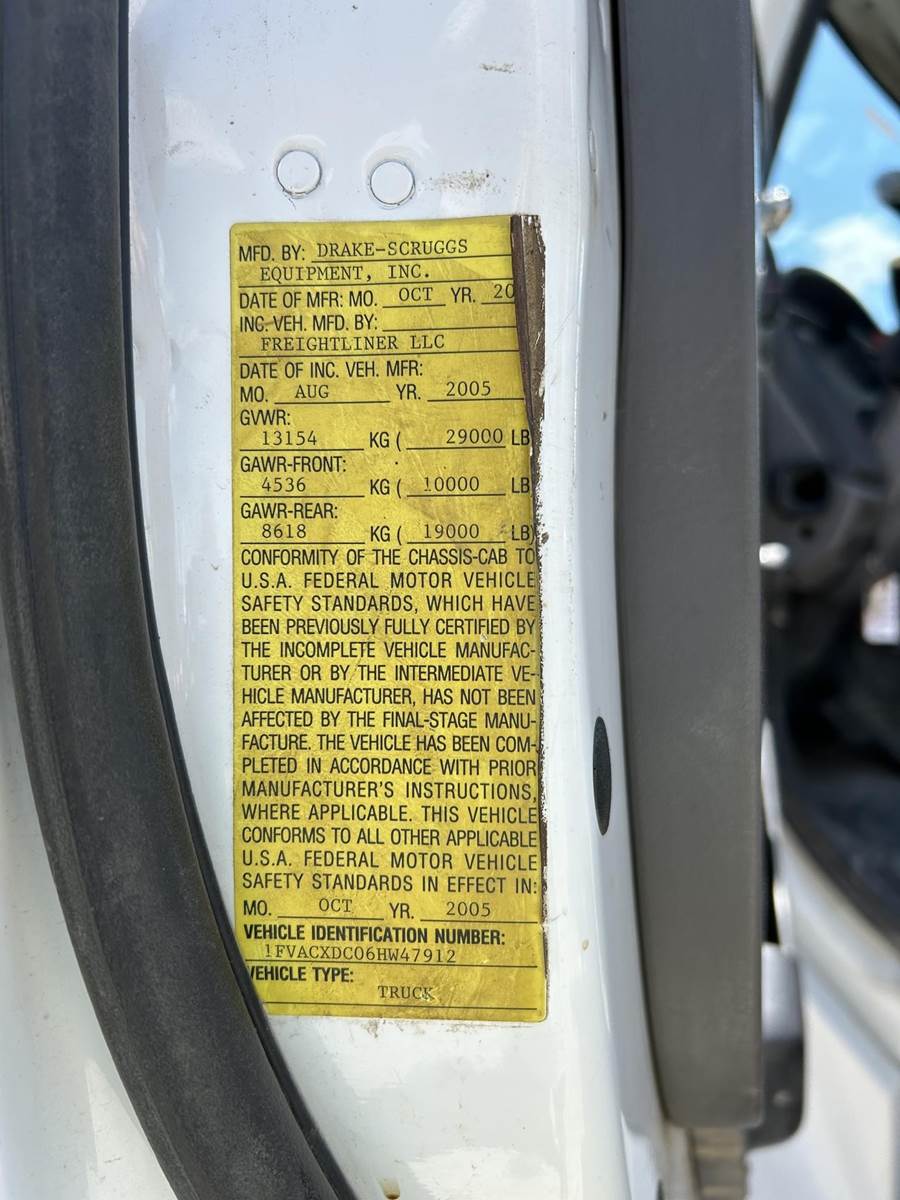 MFD. BY: DRAKE-SCRUGGS
EQUIPMENT, INC.
DATE OF MFR: MO. OCT YR. 20
INC. VEH. MFD. BY:
FREIGHTLINER LLC
DATE OF INC. VEH. MFR:
MO. AUG YR. 2005
GVWR:
13154 KG ( 29000 LB
GAWR-FRONT:
4536 KG ( 10000 LB
GAWR-REAR:
8618 KG ( 19000 LB)
CONFORMITY OF THE CHASSIS-CAB TO
U.S.A. FEDERAL MOTOR VEHICLE
SAFETY STANDARDS, WHICH HAVE
BEEN PREVIOUSLY FULLY CERTIFIED BY
THE INCOMPLETE VEHICLE MANUFAC-
TURER OR BY THE INTERMEDIATE VE-
HICLE MANUFACTURER, HAS NOT BEEN
AFFECTED BY THE FINAL-STAGE MANU-
FACTURE. THE VEHICLE HAS BEEN COM-
PLETED IN ACCORDANCE WITH PRIOR
MANUFACTURER'S INSTRUCTIONS,
WHERE APPLICABLE. THIS VEHICLE
CONFORMS TO ALL OTHER APPLICABLE
U.S.A. FEDERAL MOTOR VEHICLE
SAFETY STANDARDS IN EFFECT IN:
MO. OCT YR. 2005
VEHICLE IDENTIFICATION NUMBER:
1FVACXDC06HW47912
VEHICLE TYPE:
TRUCK